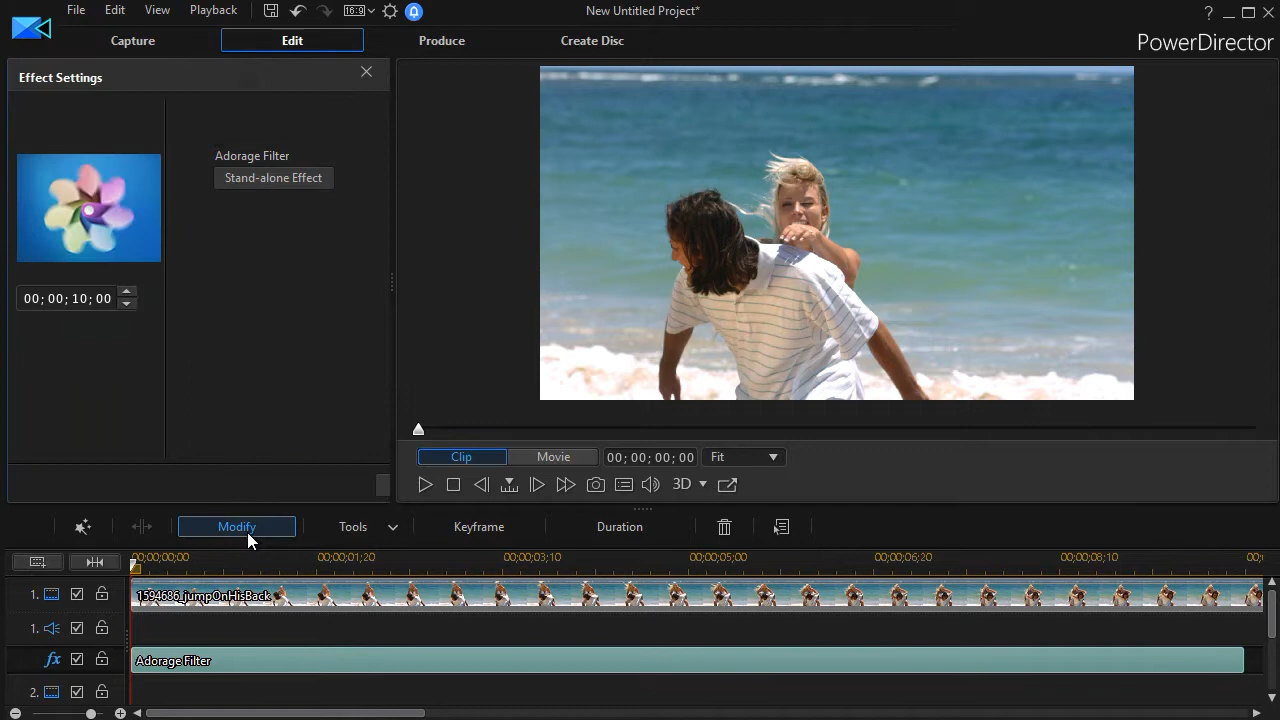 File Edit View Playback 16:9 New Untitled Project* ?
Capture Edit Produce Create Disc PowerDirector
Effect Settings
Adorage Filter
Stand-alone Effect
00; 00; 10; 00
Clip Movie 00; 00; 00; 00 Fit
3D
Modify Tools Keyframe Duration
00;00;00;00 00;00;01;20 00;00;03;10 00;00;05;00 00;00;06;20 00;00;08;10
1. 1594686_jumpOnHisBack
1.
fx Adorage Filter
2.